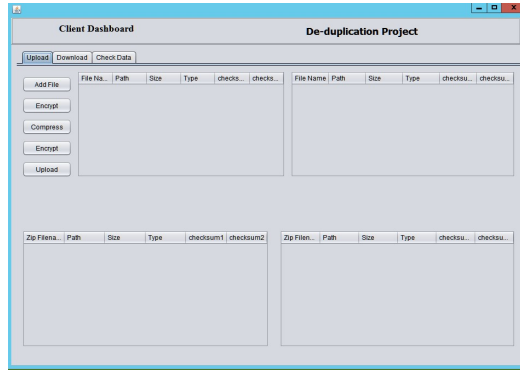 Client Dashboard De-duplication Project
Upload Download Check Data
Add File
Encrypt
Compress
Encrypt
Upload
File Na... Path Size Type checks... checks...
File Name Path Size Type checksu... checksu...
Zip Filena... Path Size Type checksum1 checksum2
Zip Filen... Path Size Type checksu... checksu...